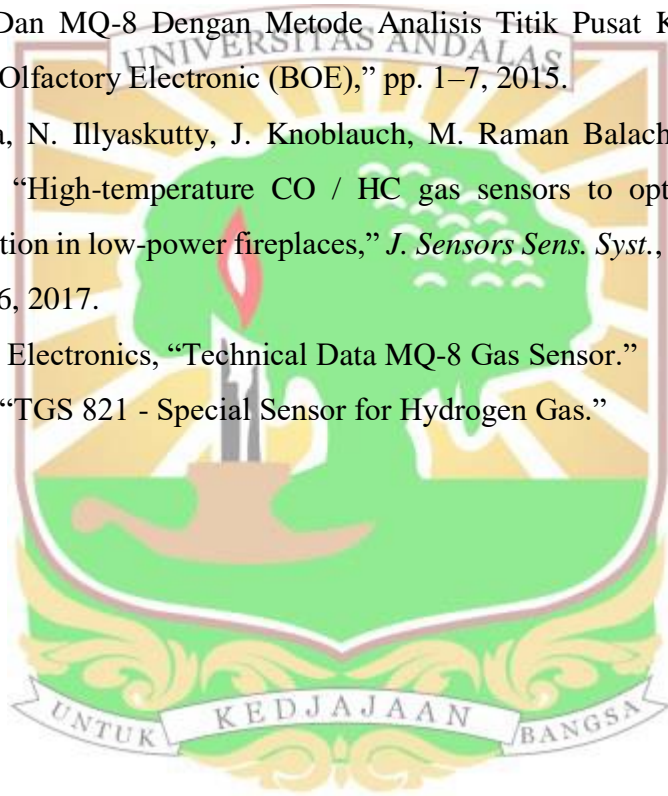 Dan MQ-8 Dengan Metode Analisis Titik Pusat K
UNIVERSITAS ANDALAS
Olfactory Electronic (BOE),” pp. 1–7, 2015.
a, N. Illyaskutty, J. Knoblauch, M. Raman Balach
“High-temperature CO / HC gas sensors to opt
tion in low-power fireplaces,” J. Sensors Sens. Syst.,
6, 2017.
Electronics, “Technical Data MQ-8 Gas Sensor.”
“TGS 821 - Special Sensor for Hydrogen Gas.”
UNTUK KEDJAJAAN BANGSA